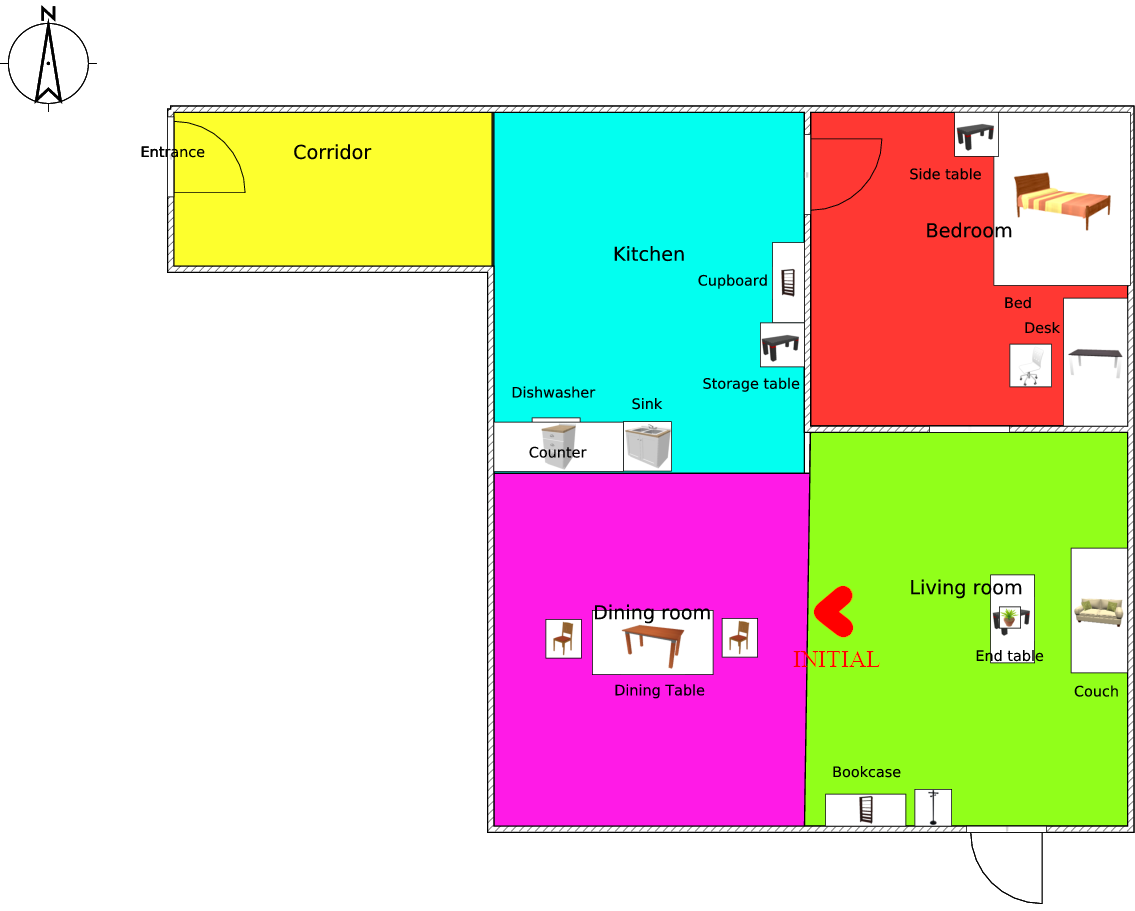 N
Entrance
Corridor
Side table
Bedroom
Kitchen
Cupboard
Bed
Desk
Storage table
Dishwasher
Sink
Counter
Living room
Dining room
INITIAL
End table
Dining Table
Couch
Bookcase